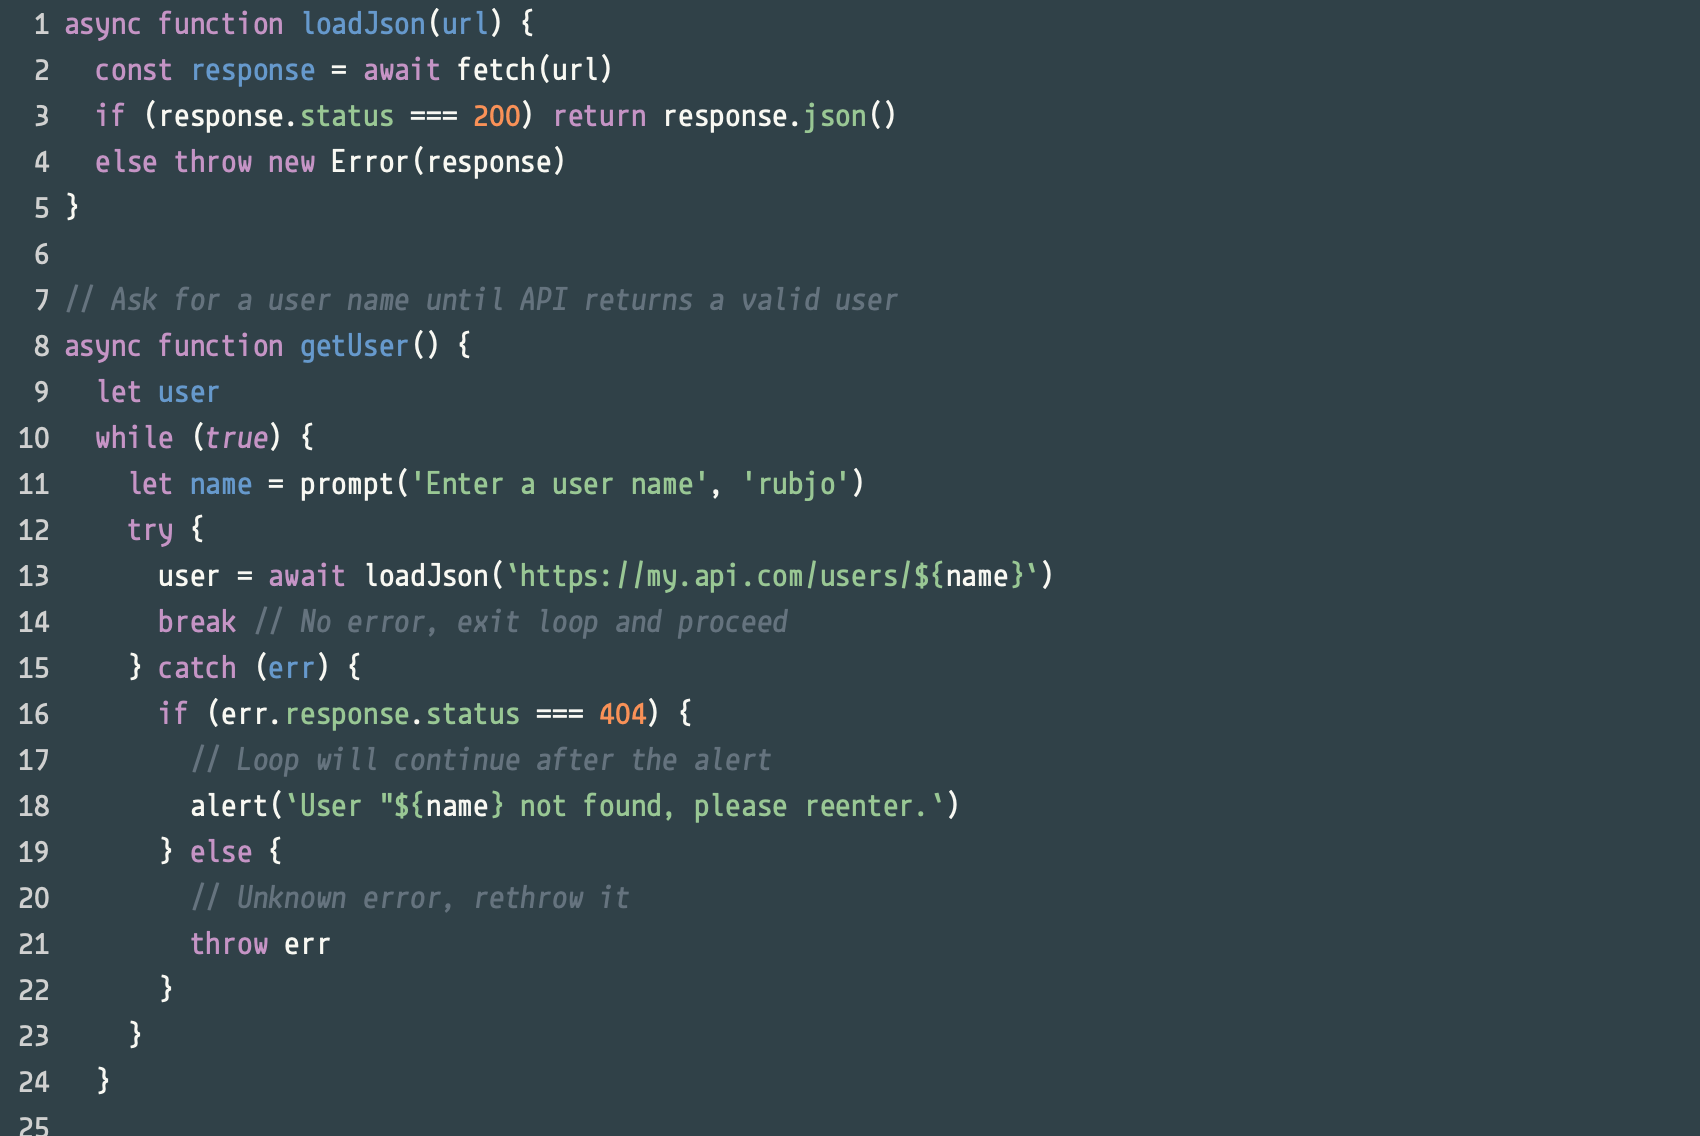 1 async function loadJson(url) {
2   const response = await fetch(url)
3   if (response.status === 200) return response.json()
4   else throw new Error(response)
5 }
6
7 // Ask for a user name until API returns a valid user
8 async function getUser() {
9   let user
10   while (true) {
11     let name = prompt('Enter a user name', 'rubjo')
12     try {
13       user = await loadJson(`https://my.api.com/users/${name}`)
14       break // No error, exit loop and proceed
15     } catch (err) {
16       if (err.response.status === 404) {
17         // Loop will continue after the alert
18         alert(`User "${name} not found, please reenter.`)
19       } else {
20         // Unknown error, rethrow it
21         throw err
22       }
23     }
24   }
25